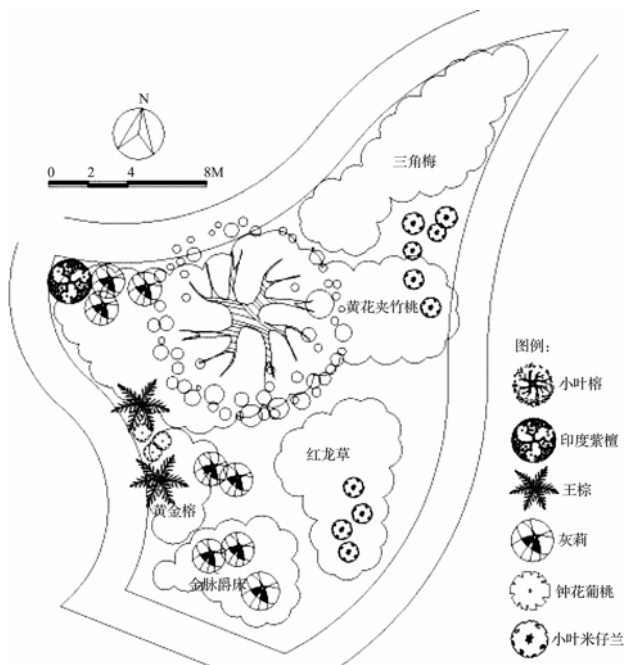 N
0 2 4 8M
三角梅
黄花夹竹桃
红龙草
黄金榕
金脉爵床
图例:
小叶榕
印度紫檀
王棕
灰莉
钟花葡桃
小叶米仔兰